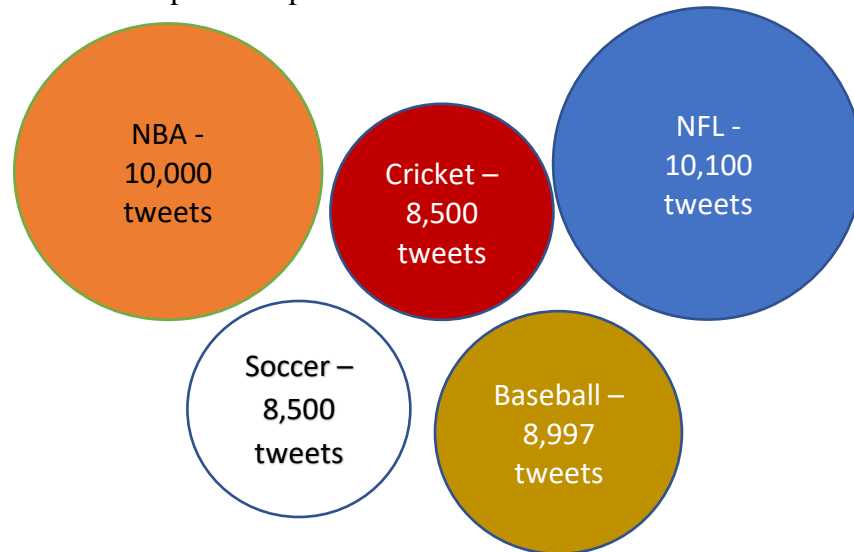 NBA -
10,000
tweets
Cricket –
8,500
tweets
NFL -
10,100
tweets
Soccer –
8,500
tweets
Baseball –
8,997
tweets